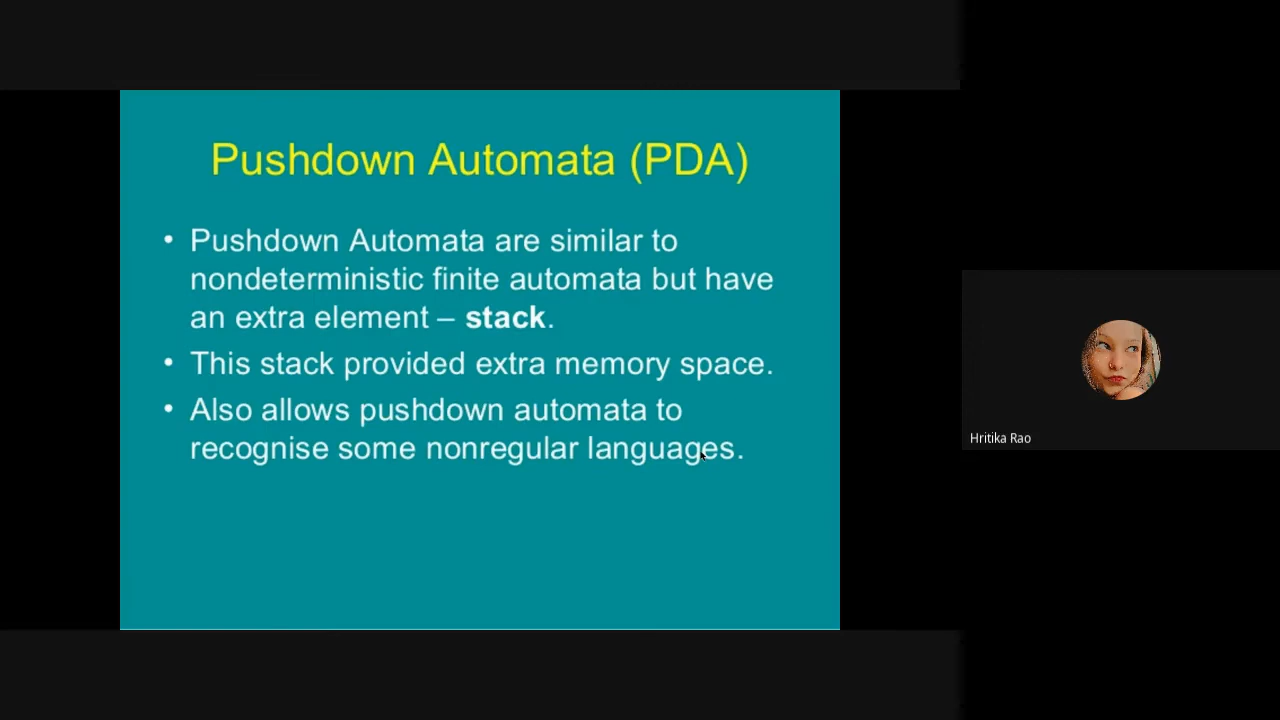 Pushdown Automata (PDA)
• Pushdown Automata are similar to
nondeterministic finite automata but have
an extra element – stack.
• This stack provided extra memory space.
• Also allows pushdown automata to
recognise some nonregular languages.
Hritika Rao